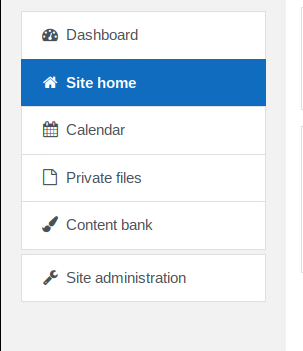 Dashboard
Site home
Calendar
Private files
Content bank
Site administration